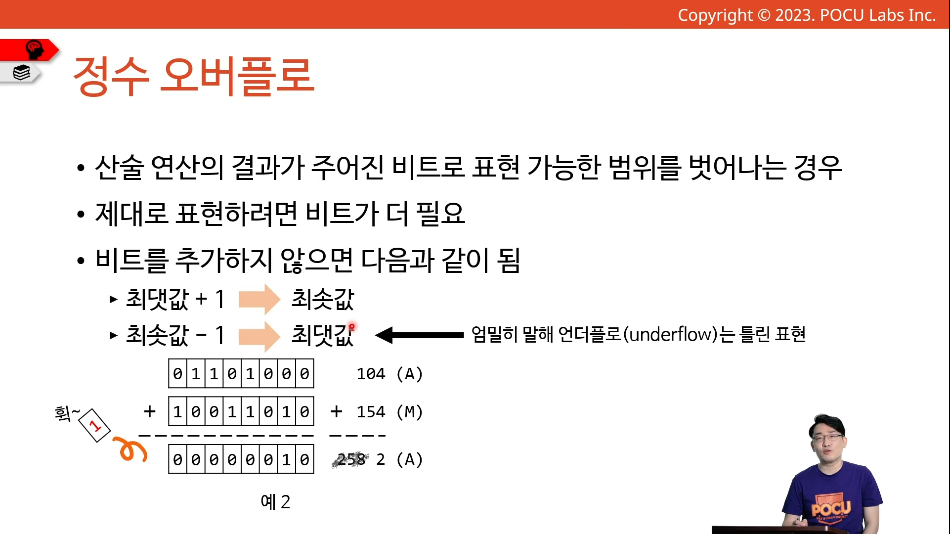 Copyright © 2023. POCU Labs Inc.
정수 오버플로
• 산술 연산의 결과가 주어진 비트로 표현 가능한 범위를 벗어나는 경우
• 제대로 표현하려면 비트가 더 필요
• 비트를 추가하지 않으면 다음과 같이 됨
▸ 최댓값 + 1 최솟값
▸ 최솟값 − 1 최댓값 엄밀히 말해 언더플로(underflow)는 틀린 표현
0 1 1 0 1 0 0 0 104 (A)
휙~ 1 + 1 0 0 1 1 0 1 0 + 154 (M)
0 0 0 0 0 0 1 0 258 2 (A)
예 2
POCU